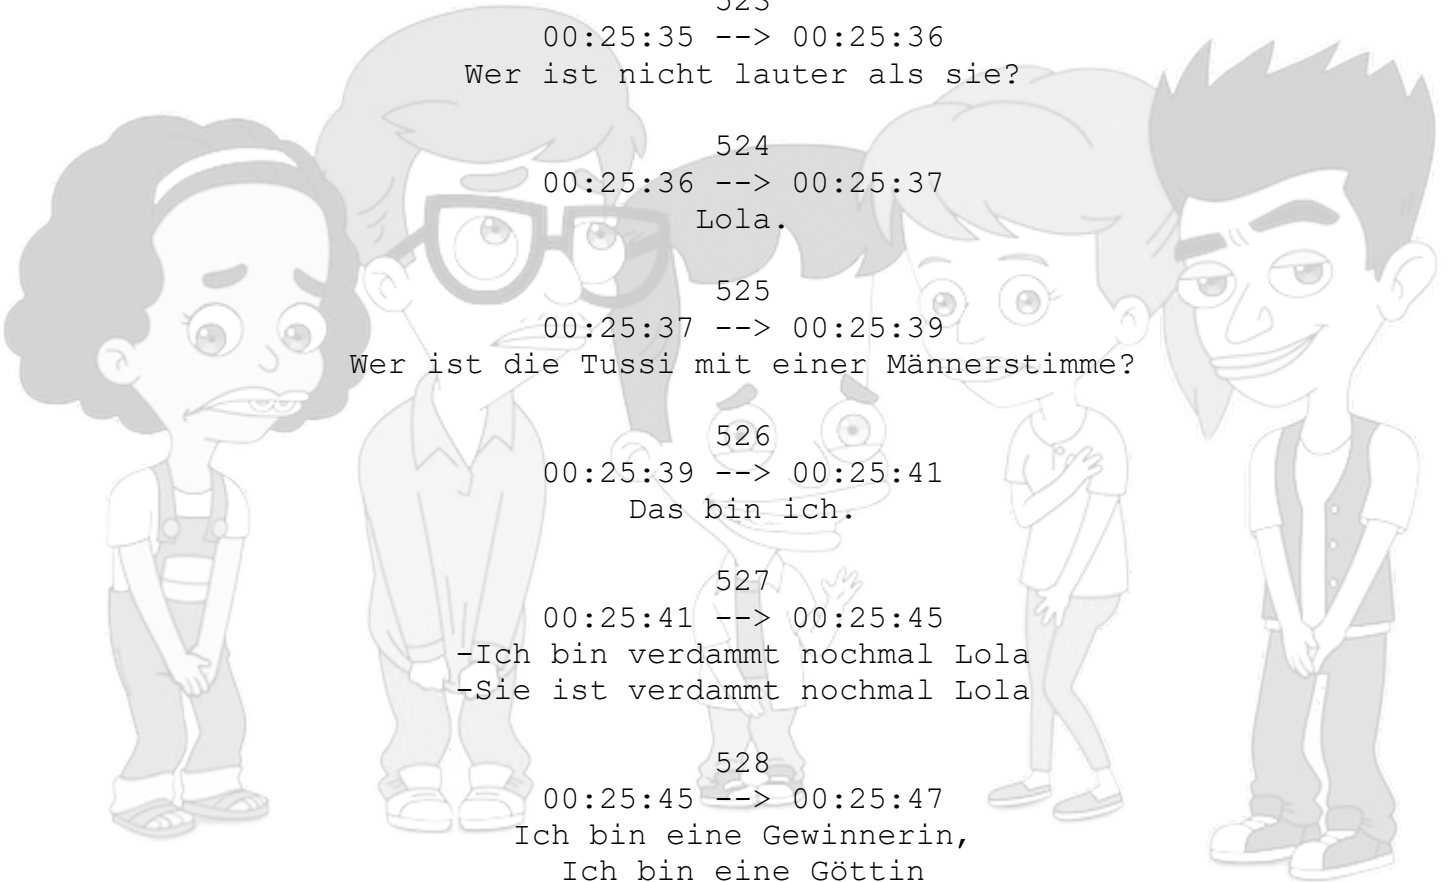 523
00:25:35 --> 00:25:36
Wer ist nicht lauter als sie?
524
00:25:36 --> 00:25:37
Lola.
525
00:25:37 --> 00:25:39
Wer ist die Tussi mit einer Männerstimme?
526
00:25:39 --> 00:25:41
Das bin ich.
527
00:25:41 --> 00:25:45
-Ich bin verdammt nochmal Lola
-Sie ist verdammt nochmal Lola
528
00:25:45 --> 00:25:47
Ich bin eine Gewinnerin,
Ich bin eine Göttin